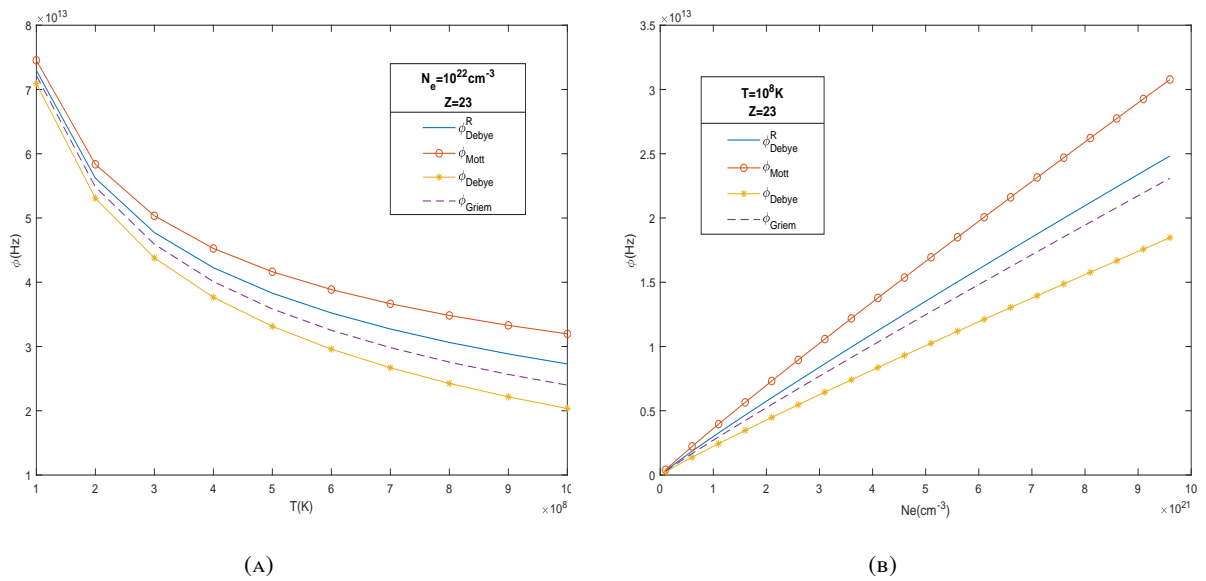 ×10^13
8
7
6
5
4
3
2
1
ϕ(Hz)
N_e=10^22cm^-3
Z=23
ϕ^R_Debye
ϕ_Mott
ϕ_Debye
ϕ_Griem
1 2 3 4 5 6 7 8 9 10
T(K)
×10^8
(A)
×10^13
3.5
3
2.5
2
1.5
1
0.5
0
ϕ(Hz)
T=10^8K
Z=23
ϕ^R_Debye
ϕ_Mott
ϕ_Debye
ϕ_Griem
0 1 2 3 4 5 6 7 8 9 10
Ne(cm^-3)
×10^21
(B)